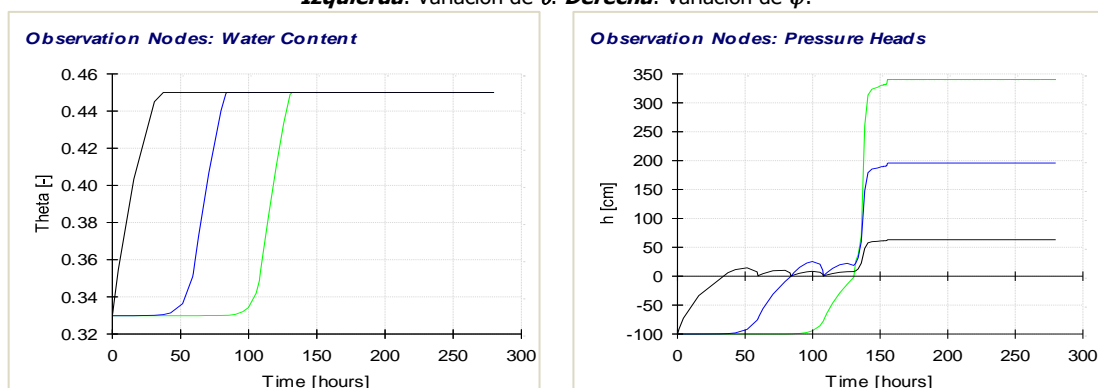 Izquierda: Variación de θ. Derecha: Variación de φ.
Observation Nodes: Water Content
0.46
0.44
0.42
0.40
0.38
0.36
0.34
0.32
Theta [-]
0 50 100 150 200 250 300
Time [hours]
Observation Nodes: Pressure Heads
350
300
250
200
150
100
50
0
-50
-100
h [cm]
0 50 100 150 200 250 300
Time [hours]